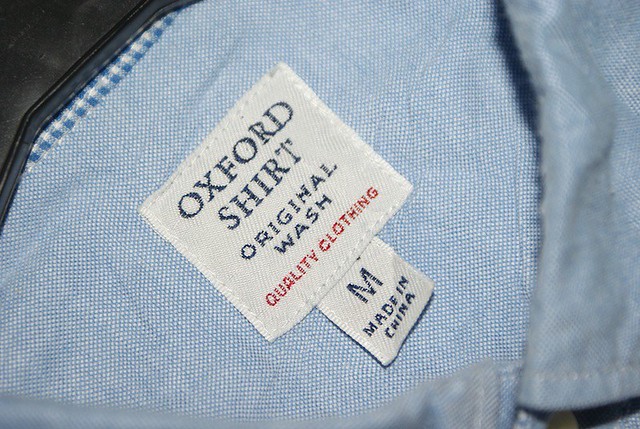 OXFORD
SHIRT
ORIGINAL
WASH
QUALITY CLOTHING
M
MADE IN
CHINA